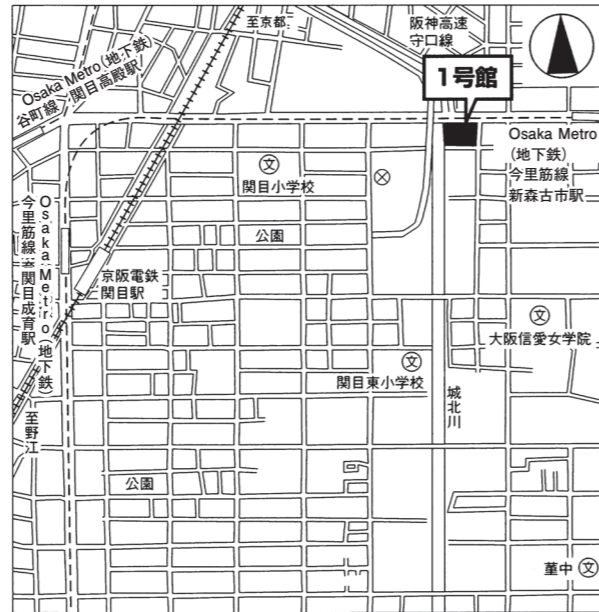 至京都
阪神高速
守口線
Osaka Metro(地下鉄)
谷町線 関目高殿駅
1号館
Osaka Metro
(地下鉄)
今里筋線
新森古市駅
文
関目小学校
公園
Osaka Metro(地下鉄)
今里筋線 関目成育駅
京阪電鉄
関目駅
文
大阪信愛女学院
文
関目東小学校
城北川
至野江
公園
菫中 文